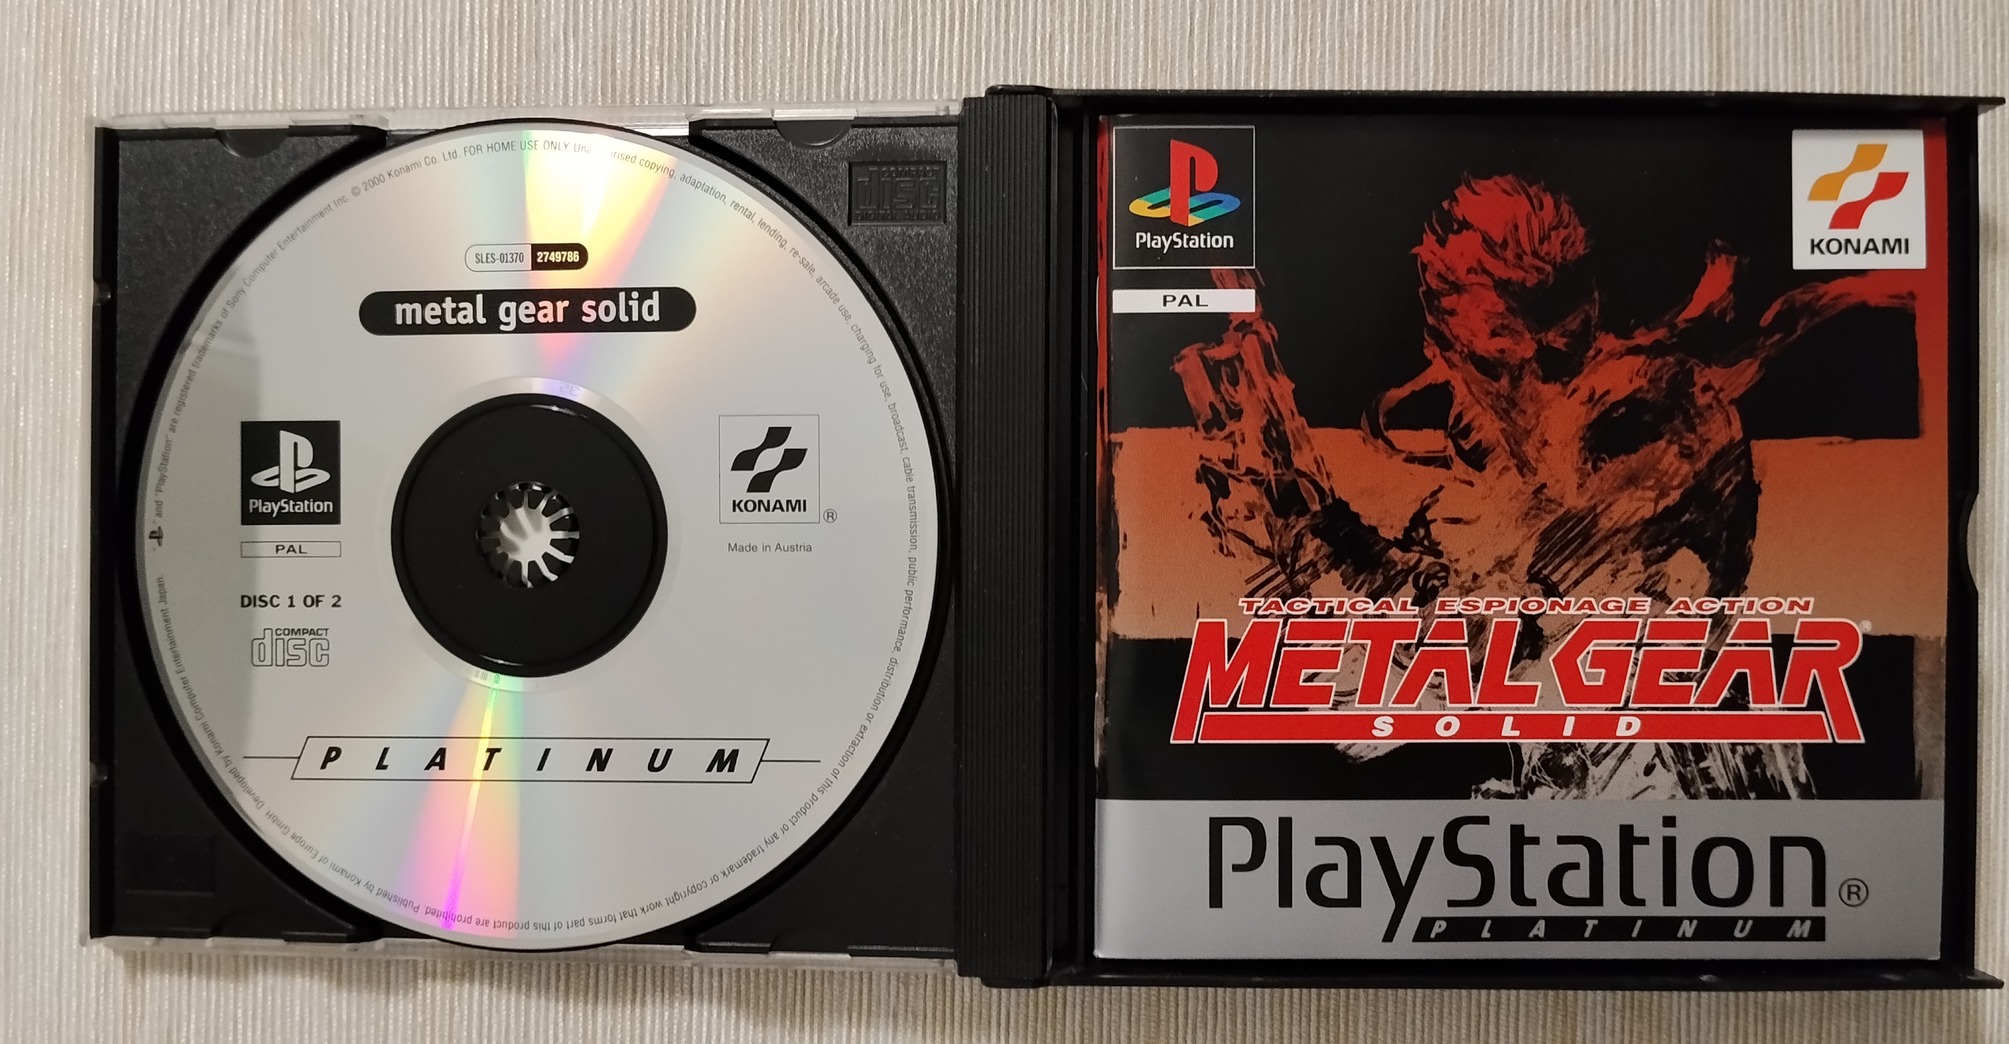 SLES-01370 2749786
metal gear solid
PlayStation
PAL
DISC 1 OF 2
COMPACT
disc
KONAMI
®
Made in Austria
PLATINUM
" and "PlayStation" are registered trademarks of Sony Computer Entertainment Inc. © 2000 Konami Co. Ltd. FOR HOME USE ONLY. copying, adaptation, rental, lending, re-sale, arcade use, charging for use, broadcast, cable transmission, public performance, distribution or extraction of this product or any trademark or copyright work that forms part of this product are prohibited. Published by Konami of Europe GmbH. Developed by Konami Computer Entertainment Japan.
COMPACT
disc
DIGITAL AUDIO
PlayStation
PAL
KONAMI
TACTICAL ESPIONAGE ACTION
METAL GEAR®
SOLID
PlayStation®
PLATINUM